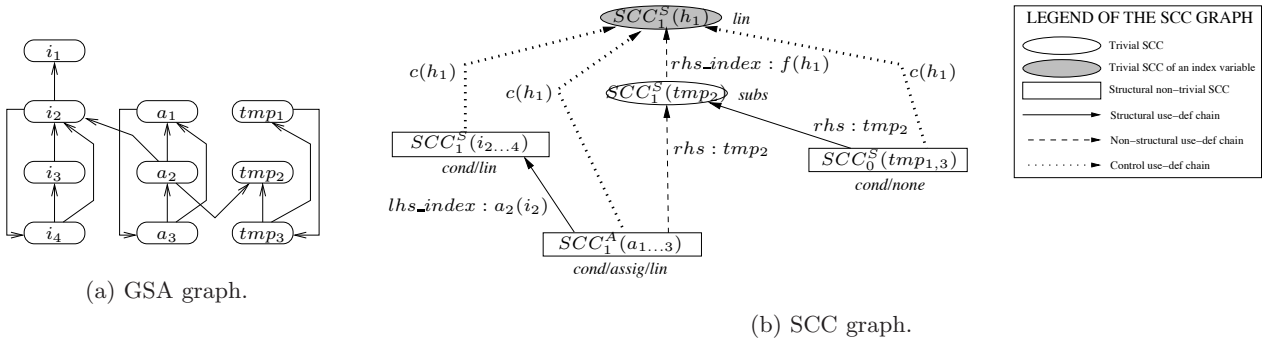 i1
i2
a1
tmp1
i3
a2
tmp2
i4
a3
tmp3
(a) GSA graph.
SCC^S_1(h1)
lin
c(h1)
c(h1)
rhs_index : f(h1)
c(h1)
SCC^S_1(tmp2)
subs
SCC^S_1(i2...4)
cond/lin
rhs : tmp2
rhs : tmp2
SCC^S_0(tmp1,3)
cond/none
lhs_index : a2(i2)
SCC^A_1(a1...3)
cond/assig/lin
(b) SCC graph.
LEGEND OF THE SCC GRAPH
Trivial SCC
Trivial SCC of an index variable
Structural non−trivial SCC
Structural use−def chain
Non−structural use−def chain
Control use−def chain